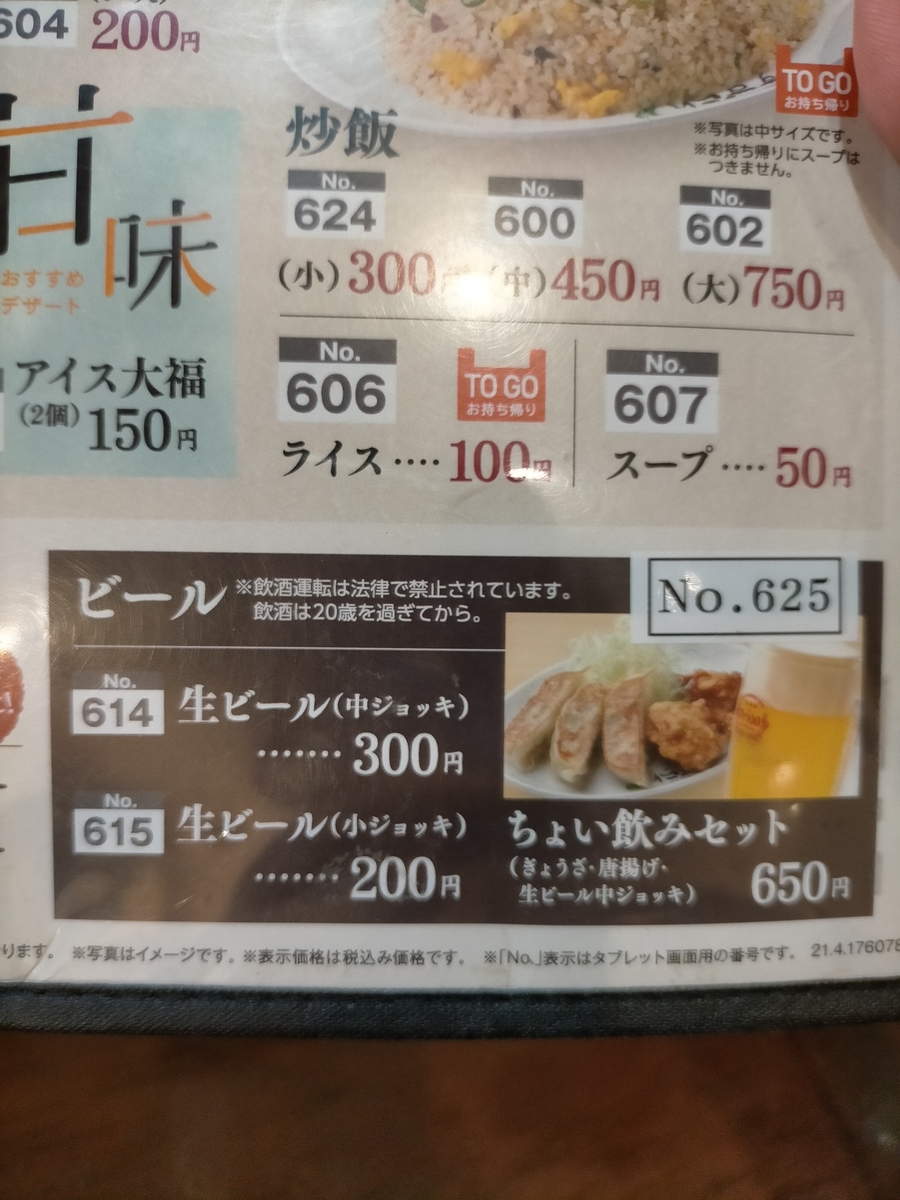 604
200円
甘味
おすすめ
デザート
アイス大福
(2個) 150円
TO GO
お持ち帰り
炒飯
※写真は中サイズです。
※お持ち帰りにスープは
つきません。
No. 624
No. 600
No. 602
(小)300円
(中)450円
(大)750円
No. 606
TO GO
お持ち帰り
ライス‥‥100円
No. 607
スープ‥‥50円
ビール
※飲酒運転は法律で禁止されています。
飲酒は20歳を過ぎてから。
No. 614
生ビール(中ジョッキ)
・・・・・・・300円
No. 615
生ビール(小ジョッキ)
・・・・・・・200円
No.625
ちょい飲みセット
(ぎょうざ・唐揚げ・
生ビール中ジョッキ)
650円
ります。 ※写真はイメージです。※表示価格は税込み価格です。 ※「No.」表示はタブレット画面用の番号です。 21.4.176078